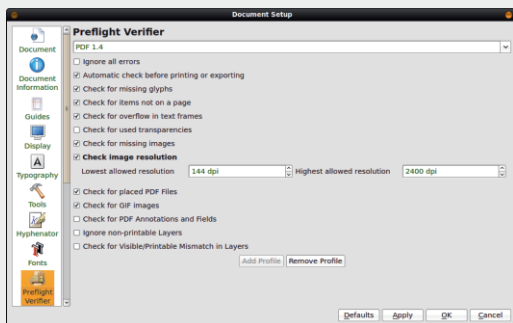 Document Setup
Document
Document
Information
Guides
Display
Typography
Tools
Hyphenator
Fonts
Preflight
Verifier
Preflight Verifier
PDF 1.4
Ignore all errors
Automatic check before printing or exporting
Check for missing glyphs
Check for items not on a page
Check for overflow in text frames
Check for used transparencies
Check for missing images
Check image resolution
Lowest allowed resolution 144 dpi Highest allowed resolution 2400 dpi
Check for placed PDF Files
Check for GIF images
Check for PDF Annotations and Fields
Ignore non-printable Layers
Check for Visible/Printable Mismatch in Layers
Add Profile Remove Profile
Defaults Apply OK Cancel